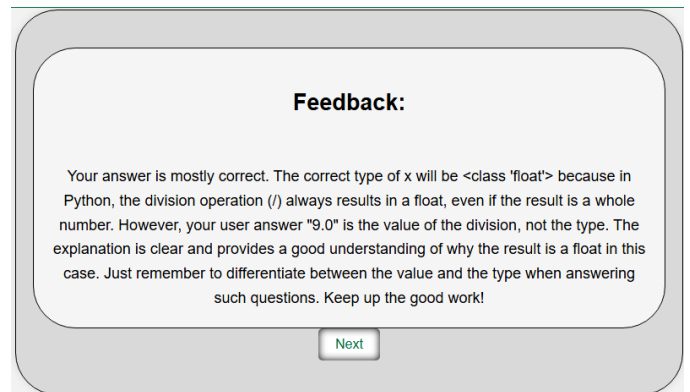 Feedback:
Your answer is mostly correct. The correct type of x will be <class 'float'> because in
Python, the division operation (/) always results in a float, even if the result is a whole
number. However, your user answer "9.0" is the value of the division, not the type. The
explanation is clear and provides a good understanding of why the result is a float in this
case. Just remember to differentiate between the value and the type when answering
such questions. Keep up the good work!
Next